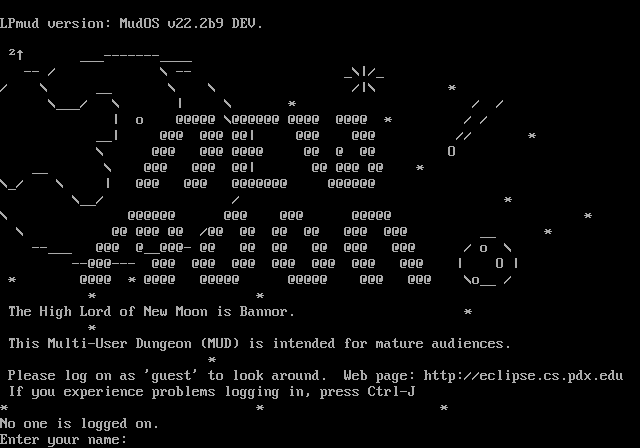 LPmud version: MudOS v22.2b9 DEV.
NEW
MOON
The High Lord of New Moon is Bannor.
This Multi-User Dungeon (MUD) is intended for mature audiences.
Please log on as 'guest' to look around. Web page: http://eclipse.cs.pdx.edu
If you experience problems logging in, press Ctrl-J
No one is logged on.
Enter your name: